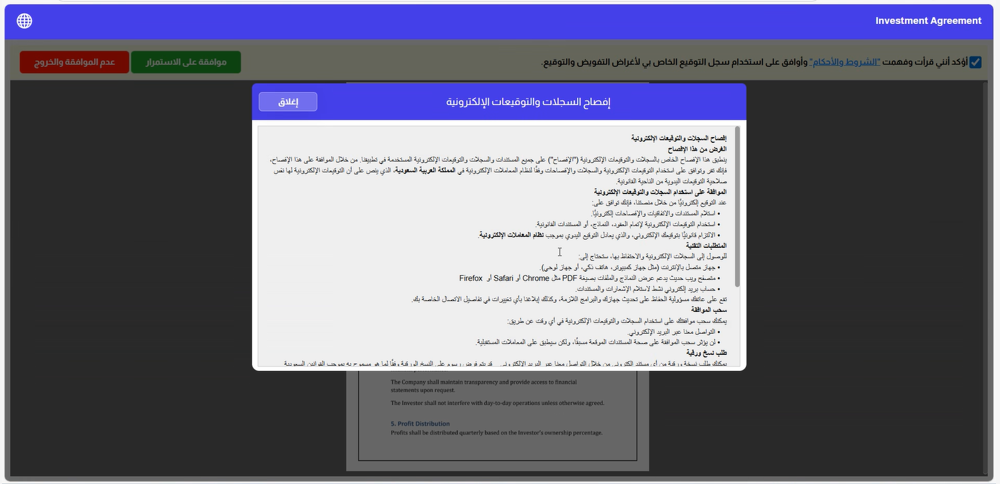 Investment Agreement
أؤكد أنني قرأت وفهمت "الشروط والأحكام" وأوافق على استخدام سجل التوقيع الخاص بي لأغراض التفويض والتوقيع.
موافقة على الاستمرار
عدم الموافقة والخروج
إفصاح السجلات والتوقيعات الإلكترونية
إغلاق
إفصاح السجلات والتوقيعات الإلكترونية
الغرض من هذا الإفصاح
ينطبق هذا الإفصاح الخاص بالسجلات والتوقيعات الإلكترونية ("الإفصاح") على جميع المستندات والسجلات والتوقيعات الإلكترونية المستخدمة في تطبيقنا. من خلال الموافقة على هذا الإفصاح،
فإنك تقر وتوافق على استخدام التوقيعات الإلكترونية والسجلات والإفصاحات وفقًا لنظام المعاملات الإلكترونية في المملكة العربية السعودية، الذي ينص على أن التوقيعات الإلكترونية لها نفس
صلاحية التوقيعات اليدوية من الناحية القانونية.
الموافقة على استخدام السجلات والتوقيعات الإلكترونية
عند التوقيع إلكترونيًا من خلال منصتنا، فإنك توافق على:
• استلام المستندات والاتفاقيات والإفصاحات إلكترونيًا.
• استخدام التوقيعات الإلكترونية لإتمام العقود، النماذج، أو المستندات القانونية.
• الالتزام قانونيًا بتوقيعك الإلكتروني، والذي يعادل التوقيع اليدوي بموجب نظام المعاملات الإلكترونية.
المتطلبات التقنية
للوصول إلى السجلات الإلكترونية والاحتفاظ بها، ستحتاج إلى:
• جهاز متصل بالإنترنت (مثل جهاز كمبيوتر، هاتف ذكي، أو جهاز لوحي).
• متصفح ويب حديث يدعم عرض النماذج والملفات بصيغة PDF مثل Chrome أو Safari أو Firefox
• حساب بريد إلكتروني نشط لاستلام الإشعارات والمستندات.
تقع على عاتقك مسؤولية الحفاظ على تحديث جهازك والبرامج اللازمة، وكذلك إبلاغنا بأي تغييرات في تفاصيل الاتصال الخاصة بك.
سحب الموافقة
يمكنك سحب موافقتك على استخدام السجلات والتوقيعات الإلكترونية في أي وقت عن طريق:
• التواصل معنا عبر البريد الإلكتروني.
• لن يؤثر سحب الموافقة على صحة المستندات الموقعة مسبقًا، ولكن سيطبق على المعاملات المستقبلية.
طلب نسخ ورقية
يمكنك طلب نسخة ورقية من أي مستند إلكتروني من خلال التواصل معنا عبر البريد الإلكتروني. قد يتم فرض رسوم على النسخ الورقية وفقًا لما هو مسموح به بموجب القوانين السعودية
The Company shall maintain transparency and provide access to financial
statements upon request.
The Investor shall not interfere with day-to-day operations unless otherwise agreed.
5. Profit Distribution
Profits shall be distributed quarterly based on the Investor's ownership percentage.